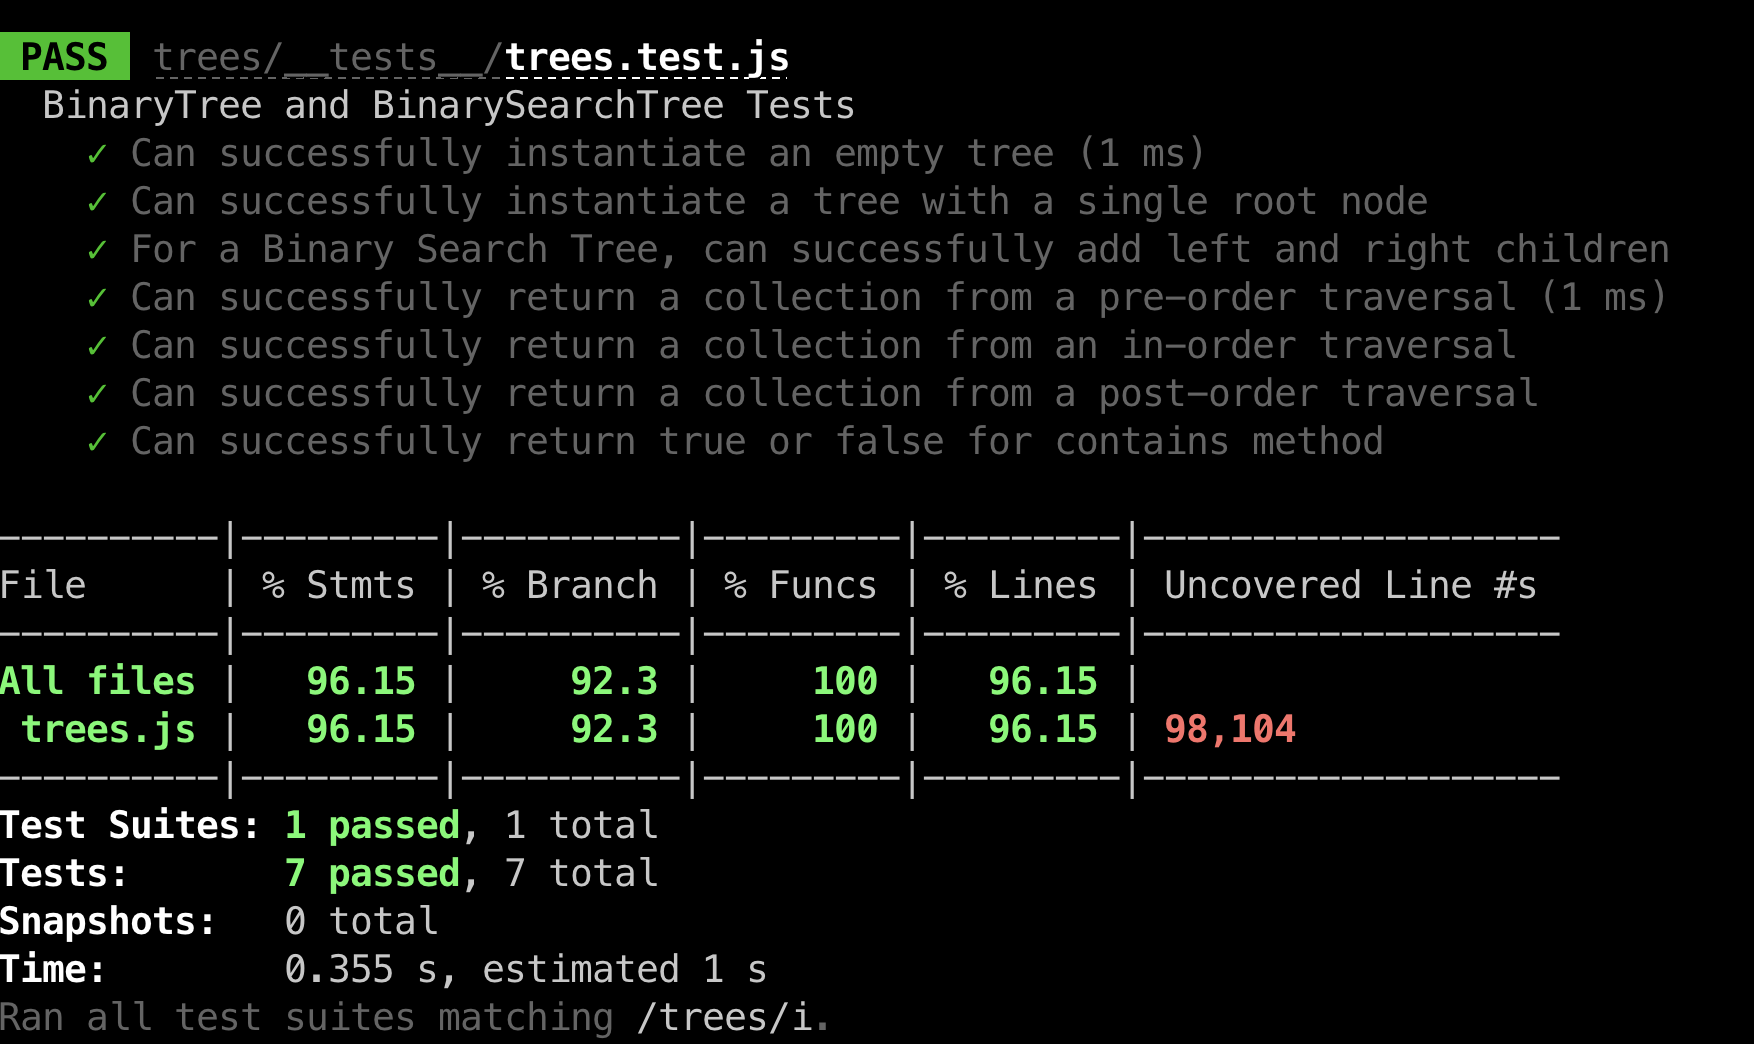 PASS trees/__tests__/trees.test.js
BinaryTree and BinarySearchTree Tests
✓ Can successfully instantiate an empty tree (1 ms)
✓ Can successfully instantiate a tree with a single root node
✓ For a Binary Search Tree, can successfully add left and right children
✓ Can successfully return a collection from a pre-order traversal (1 ms)
✓ Can successfully return a collection from an in-order traversal
✓ Can successfully return a collection from a post-order traversal
✓ Can successfully return true or false for contains method
----------|---------|----------|---------|---------|-------------------
File      | % Stmts | % Branch | % Funcs | % Lines | Uncovered Line #s
----------|---------|----------|---------|---------|-------------------
All files |   96.15 |     92.3 |     100 |   96.15 |
 trees.js |   96.15 |     92.3 |     100 |   96.15 | 98,104
----------|---------|----------|---------|---------|-------------------
Test Suites: 1 passed, 1 total
Tests:       7 passed, 7 total
Snapshots:   0 total
Time:        0.355 s, estimated 1 s
Ran all test suites matching /trees/i.